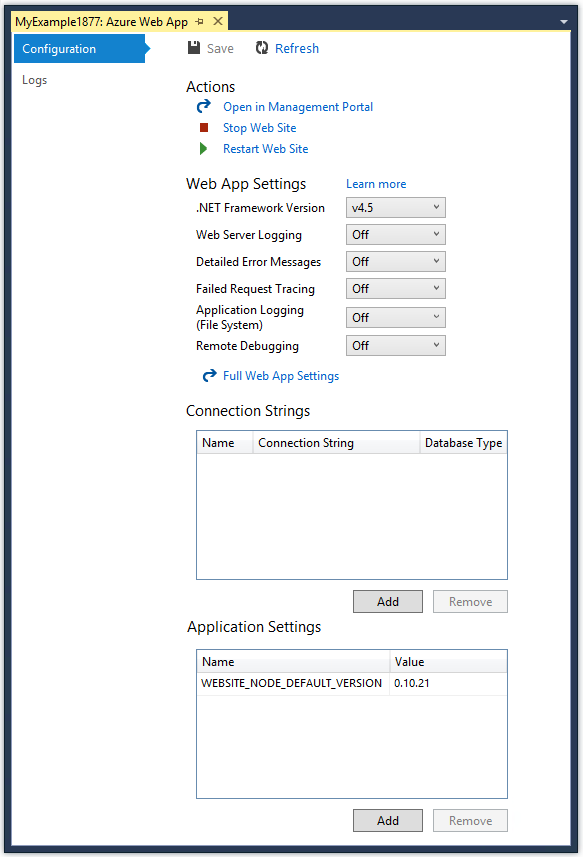 MyExample1877: Azure Web App
Configuration
Save
Refresh
Logs
Actions
Open in Management Portal
Stop Web Site
Restart Web Site
Web App Settings
Learn more
.NET Framework Version
v4.5
Web Server Logging
Off
Detailed Error Messages
Off
Failed Request Tracing
Off
Application Logging
(File System)
Off
Remote Debugging
Off
Full Web App Settings
Connection Strings
Name
Connection String
Database Type
Add
Remove
Application Settings
Name
Value
WEBSITE_NODE_DEFAULT_VERSION
0.10.21
Add
Remove